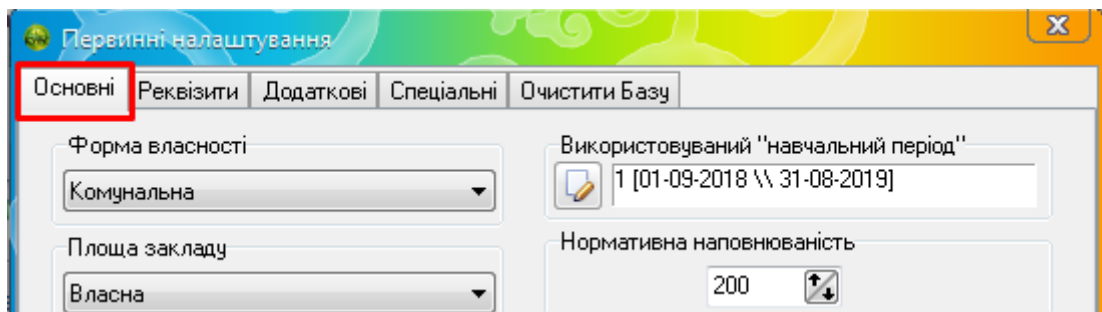 Первинні налаштування
Основні Реквізити Додаткові Спеціальні Очистити Базу
Форма власності
Комунальна
Використовуваний "навчальний період"
1 [01-09-2018 \\ 31-08-2019]
Площа закладу
Власна
Нормативна наповнюваність
200